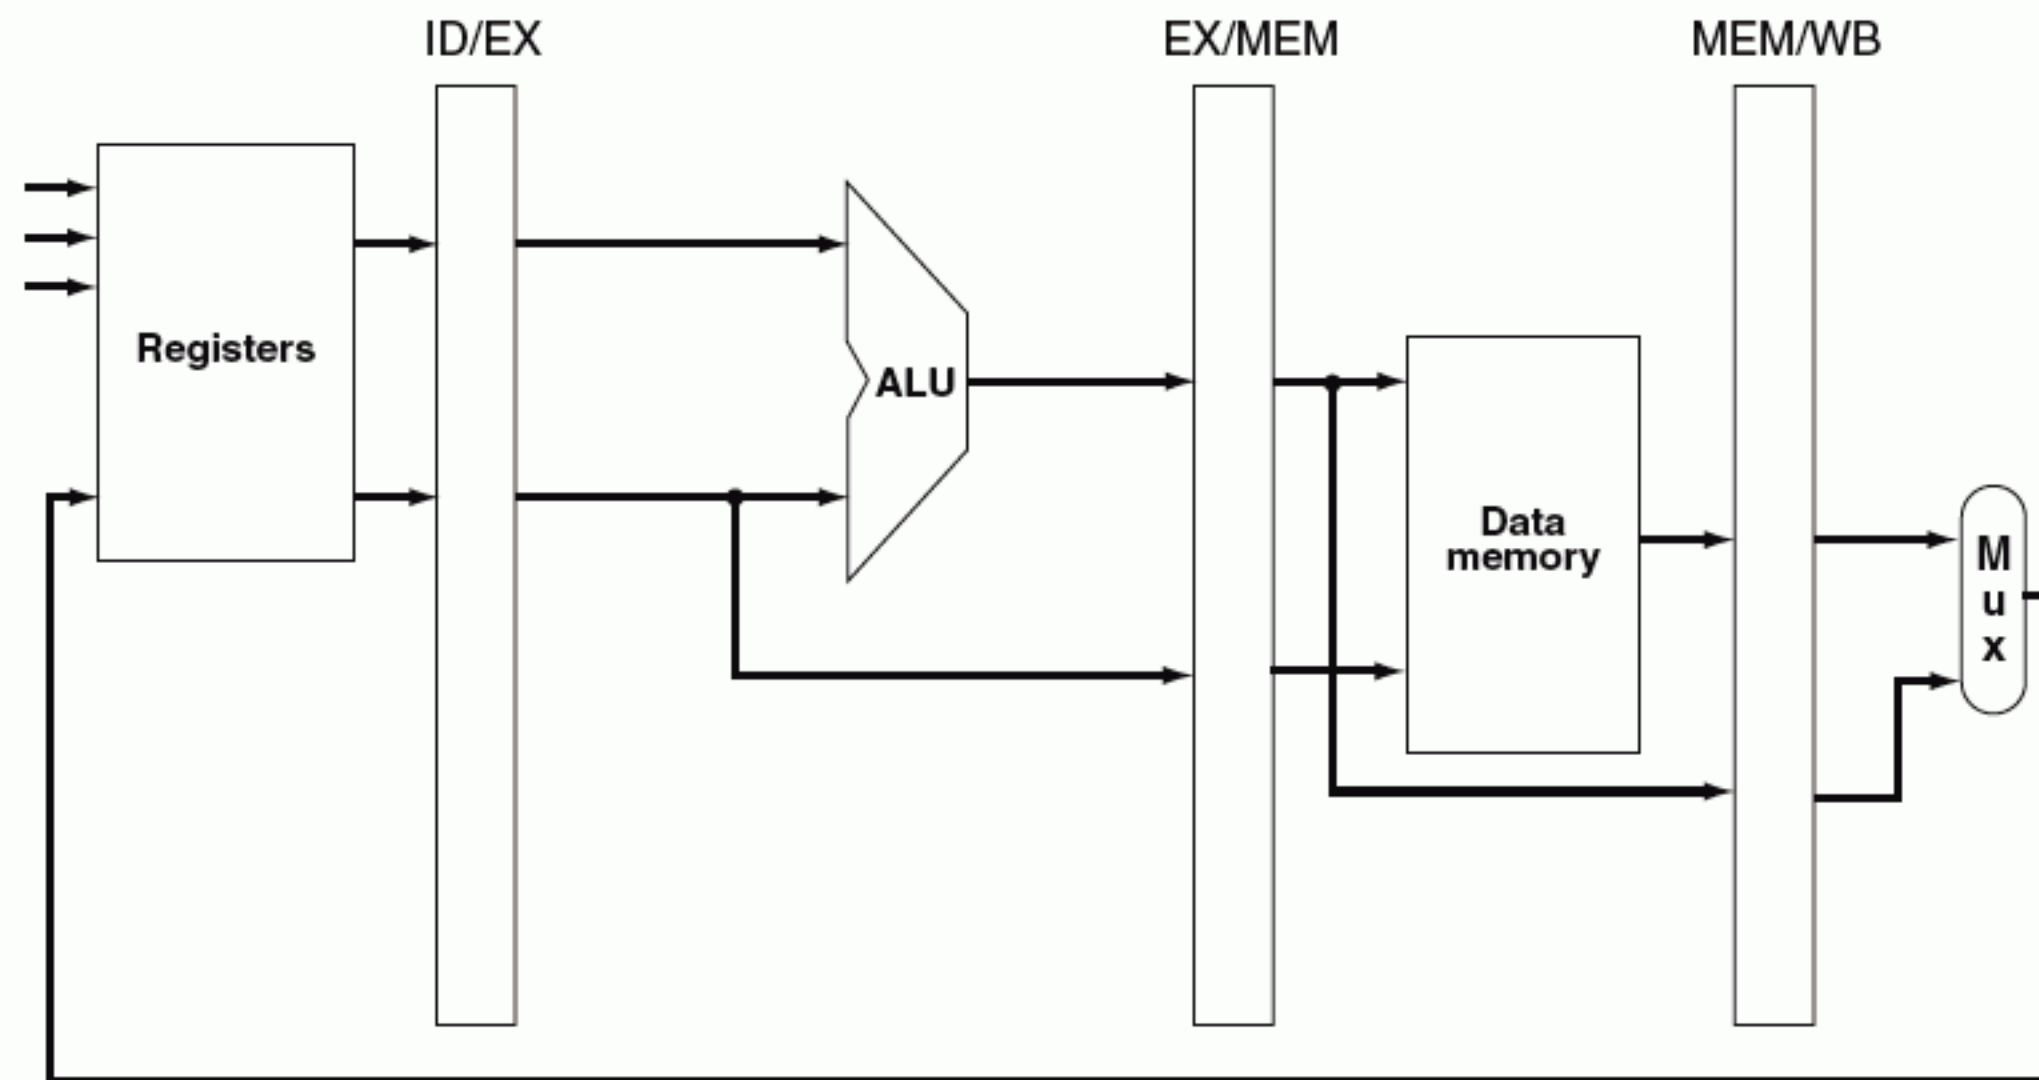 ID/EX
EX/MEM
MEM/WB
Registers
ALU
Data
memory
M
u
x